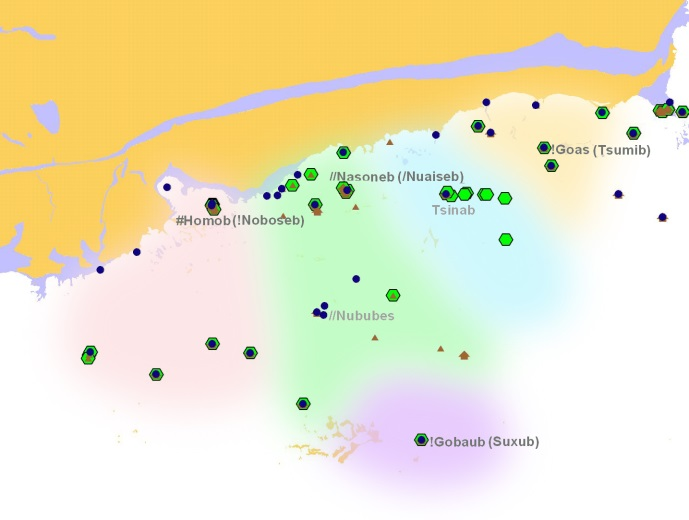 !Goas (Tsumib)
//Nasoneb (/Nuaiseb)
Tsinab
#Homob(!Noboseb)
//Nububes
!Gobaub (Suxub)